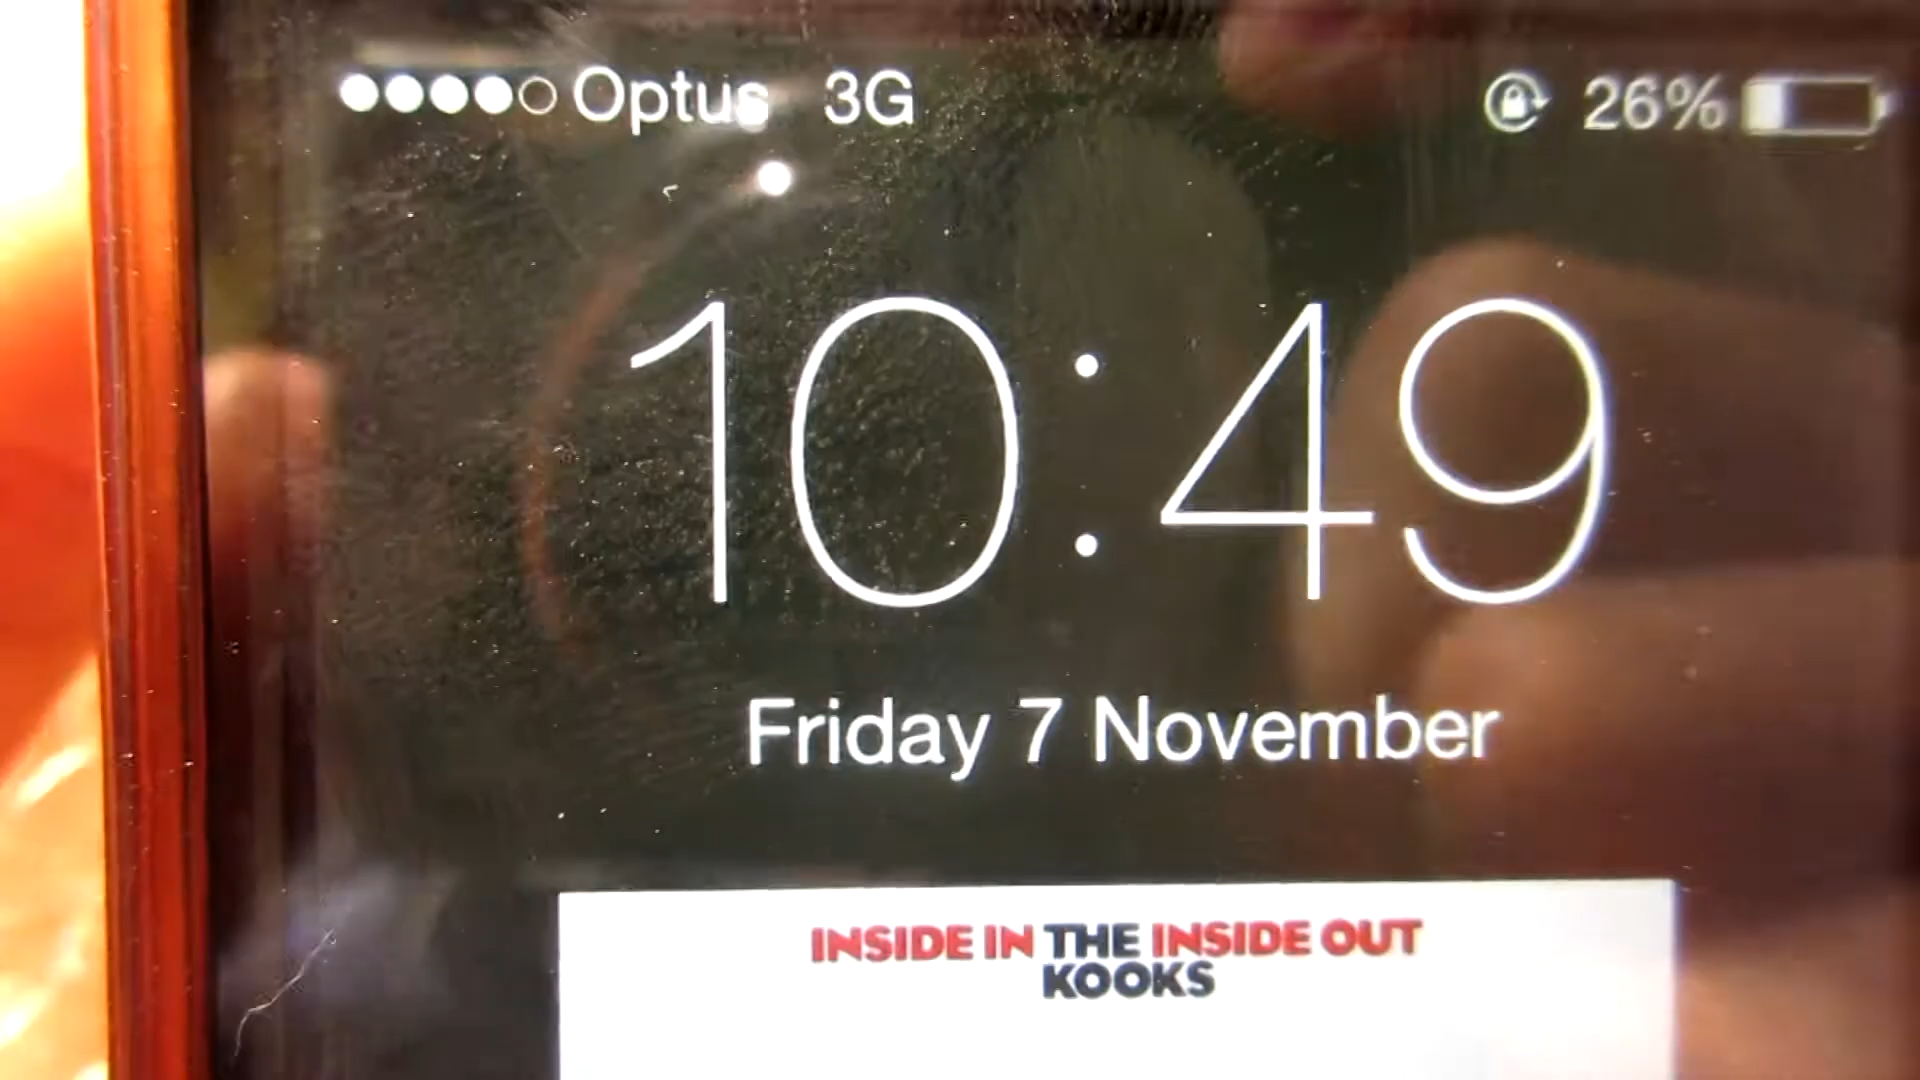 Optus 3G 26%
10:49
Friday 7 November
INSIDE IN THE INSIDE OUT
KOOKS